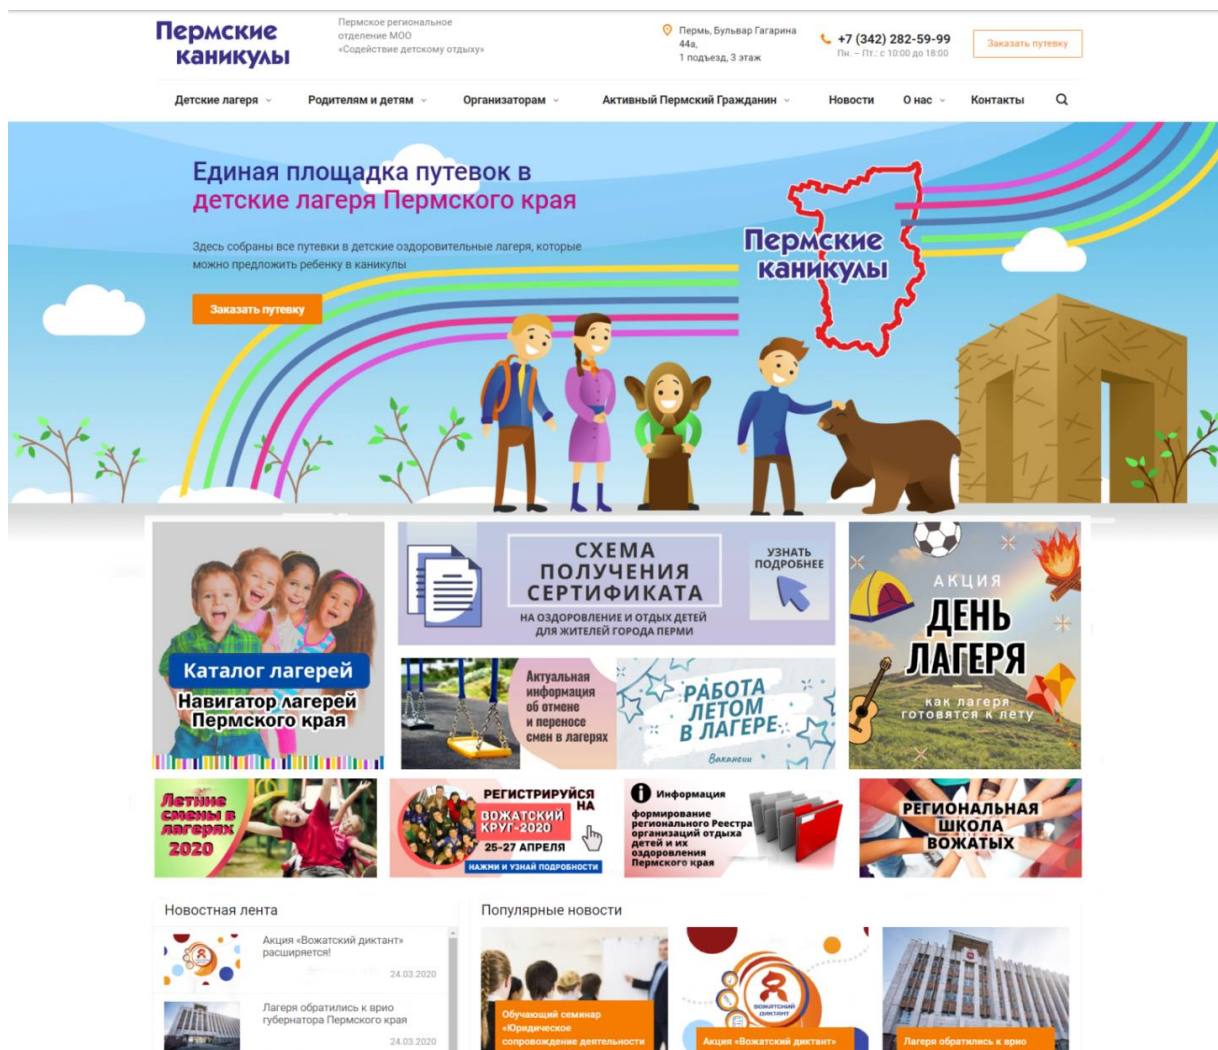 Пермские
каникулы
Пермское региональное
отделение МОО
«Содействие детскому отдыху»
Пермь, Бульвар Гагарина
44а,
1 подъезд, 3 этаж
+7 (342) 282-59-99
Пн. – Пт.: с 10:00 до 18:00
Заказать путевку
Детские лагеря
Родителям и детям
Организаторам
Активный Пермский Гражданин
Новости
О нас
Контакты
Единая площадка путевок в
детские лагеря Пермского края
Здесь собраны все путевки в детские оздоровительные лагеря, которые
можно предложить ребенку в каникулы
Заказать путевку
Пермские
каникулы
Каталог лагерей
Навигатор лагерей
Пермского края
СХЕМА
ПОЛУЧЕНИЯ
СЕРТИФИКАТА
НА ОЗДОРОВЛЕНИЕ И ОТДЫХ ДЕТЕЙ
ДЛЯ ЖИТЕЛЕЙ ГОРОДА ПЕРМИ
УЗНАТЬ
ПОДРОБНЕЕ
Актуальная
информация
об отмене
и переносе
смен в лагерях
РАБОТА
ЛЕТОМ
В ЛАГЕРЕ
Вакансии
АКЦИЯ
ДЕНЬ
ЛАГЕРЯ
как лагеря
готовятся к лету
Летние
смены в
лагерях
2020
РЕГИСТРИРУЙСЯ
НА
ВОЖАТСКИЙ
КРУГ-2020
25-27 АПРЕЛЯ
НАЖМИ И УЗНАЙ ПОДРОБНОСТИ
Информация
формирование
регионального Реестра
организаций отдыха
детей и их
оздоровления
Пермского края
РЕГИОНАЛЬНАЯ
ШКОЛА
ВОЖАТЫХ
Новостная лента
Акция «Вожатский диктант»
расширяется!
24.03.2020
Лагеря обратились к врио
губернатора Пермского края
24.03.2020
Популярные новости
Обучающий семинар
«Юридическое
сопровождение деятельности
ВОЖАТСКИЙ
ДИКТАНТ
Акция «Вожатский диктант»
Лагеря обратились к врио